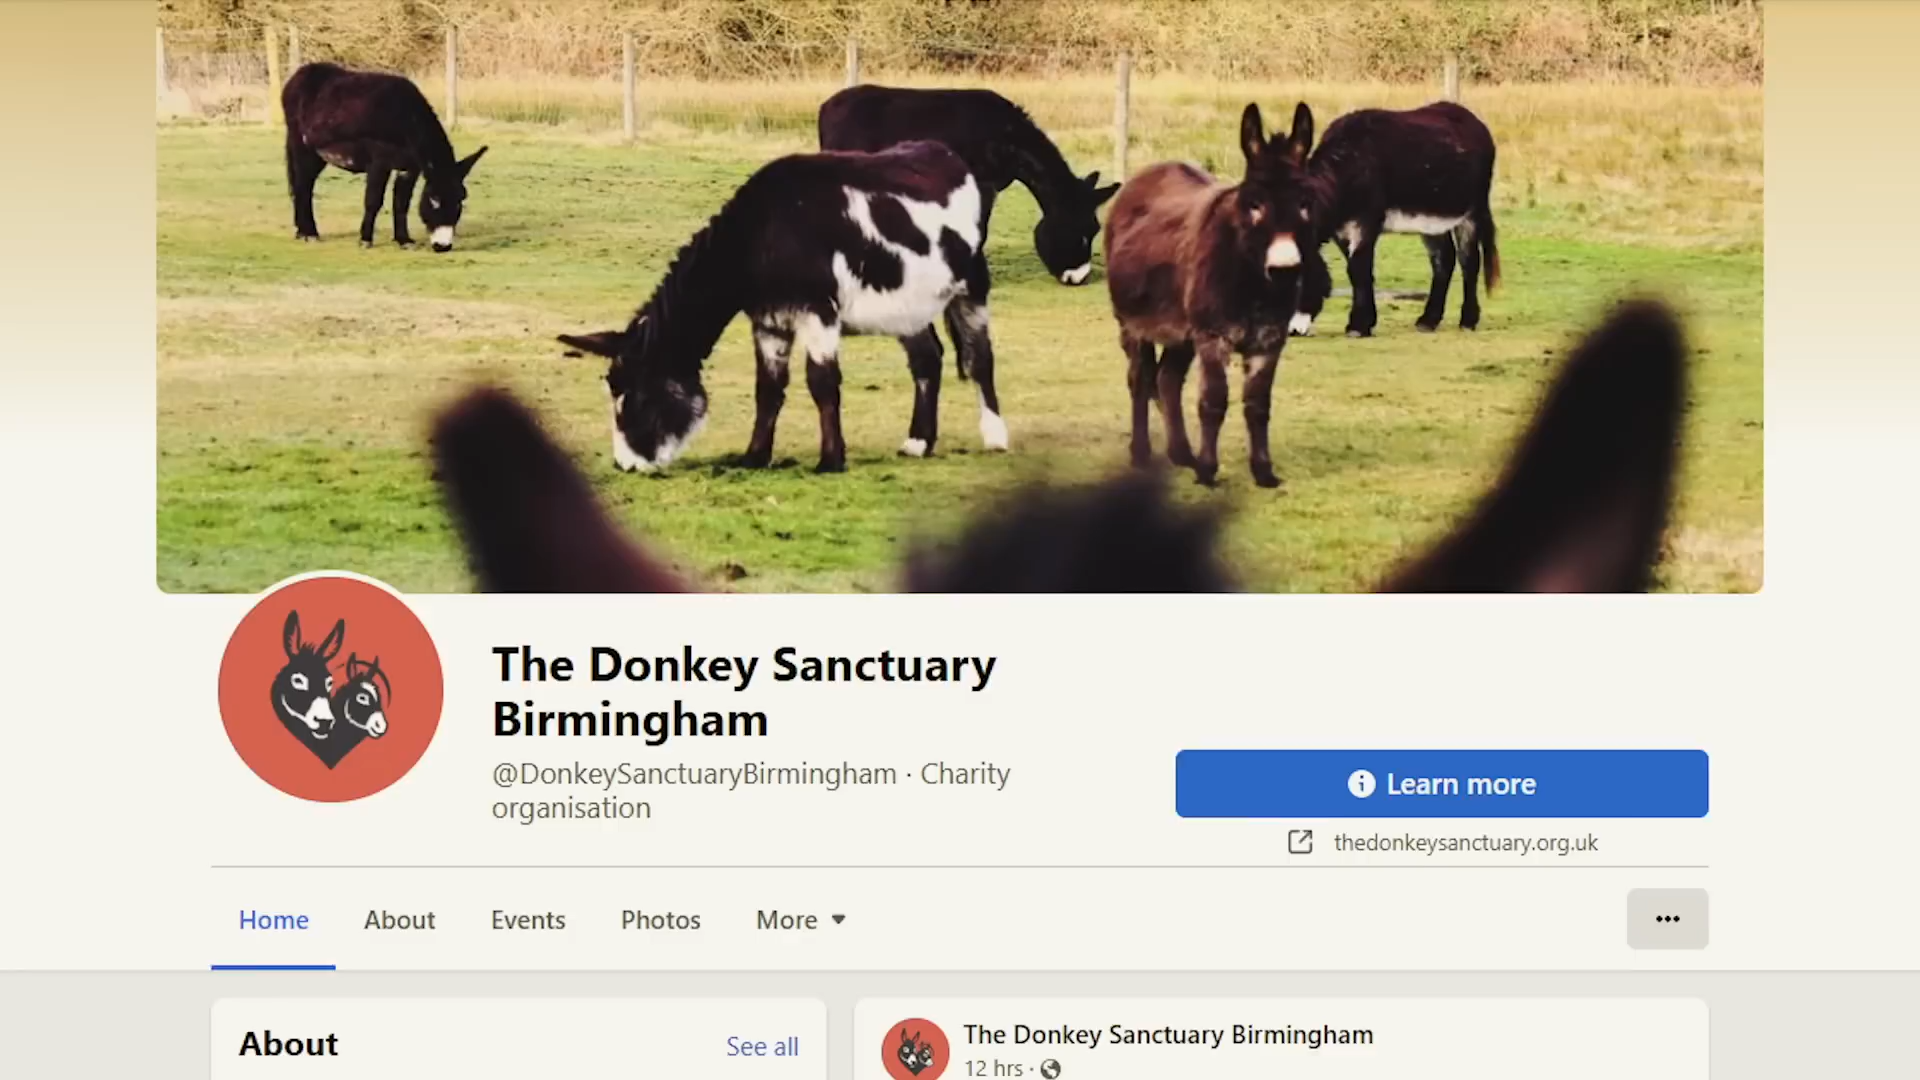 The Donkey Sanctuary
Birmingham
@DonkeySanctuaryBirmingham · Charity
organisation
Learn more
thedonkeysanctuary.org.uk
Home
About
Events
Photos
More
About
See all
The Donkey Sanctuary Birmingham
12 hrs ·